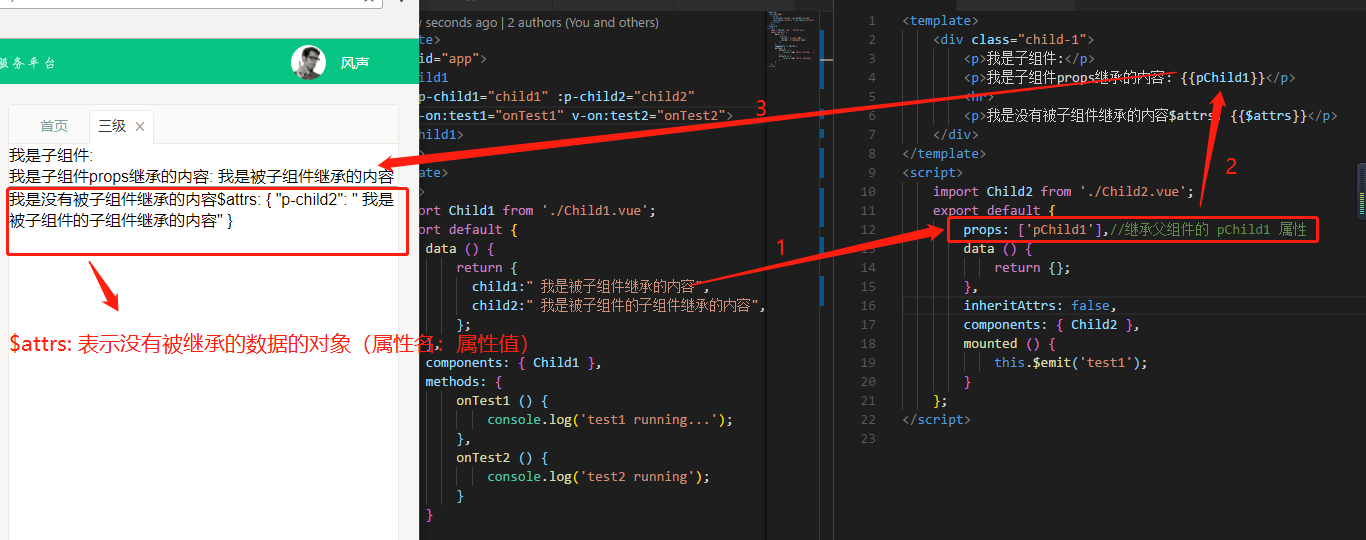 服务平台
风声
首页 三级 ×
我是子组件:
我是子组件props继承的内容: 我是被子组件继承的内容
我是没有被子组件继承的内容$attrs: { "p-child2": " 我是
被子组件的子组件继承的内容" }
$attrs: 表示没有被继承的数据的对象（属性名：属性值）
seconds ago | 2 authors (You and others)
ate>
id="app">
hild1
p-child1="child1" :p-child2="child2"
-on:test1="onTest1" v-on:test2="onTest2">
hild1>
>
ate>
>
ort Child1 from './Child1.vue';
ort default {
data () {
return {
child1:" 我是被子组件继承的内容",
child2:" 我是被子组件的子组件继承的内容",
};
,
components: { Child1 },
methods: {
onTest1 () {
console.log('test1 running...');
},
onTest2 () {
console.log('test2 running');
}
}
1
2
3
1 <template>
2 <div class="child-1">
3 <p>我是子组件:</p>
4 <p>我是子组件props继承的内容: {{pChild1}}</p>
5 <hr>
6 <p>我是没有被子组件继承的内容$attrs: {{$attrs}}</p>
7 </div>
8 </template>
9 <script>
10 import Child2 from './Child2.vue';
11 export default {
12 props: ['pChild1'],//继承父组件的 pChild1 属性
13 data () {
14 return {};
15 },
16 inheritAttrs: false,
17 components: { Child2 },
18 mounted () {
19 this.$emit('test1');
20 }
21 };
22 </script>
23